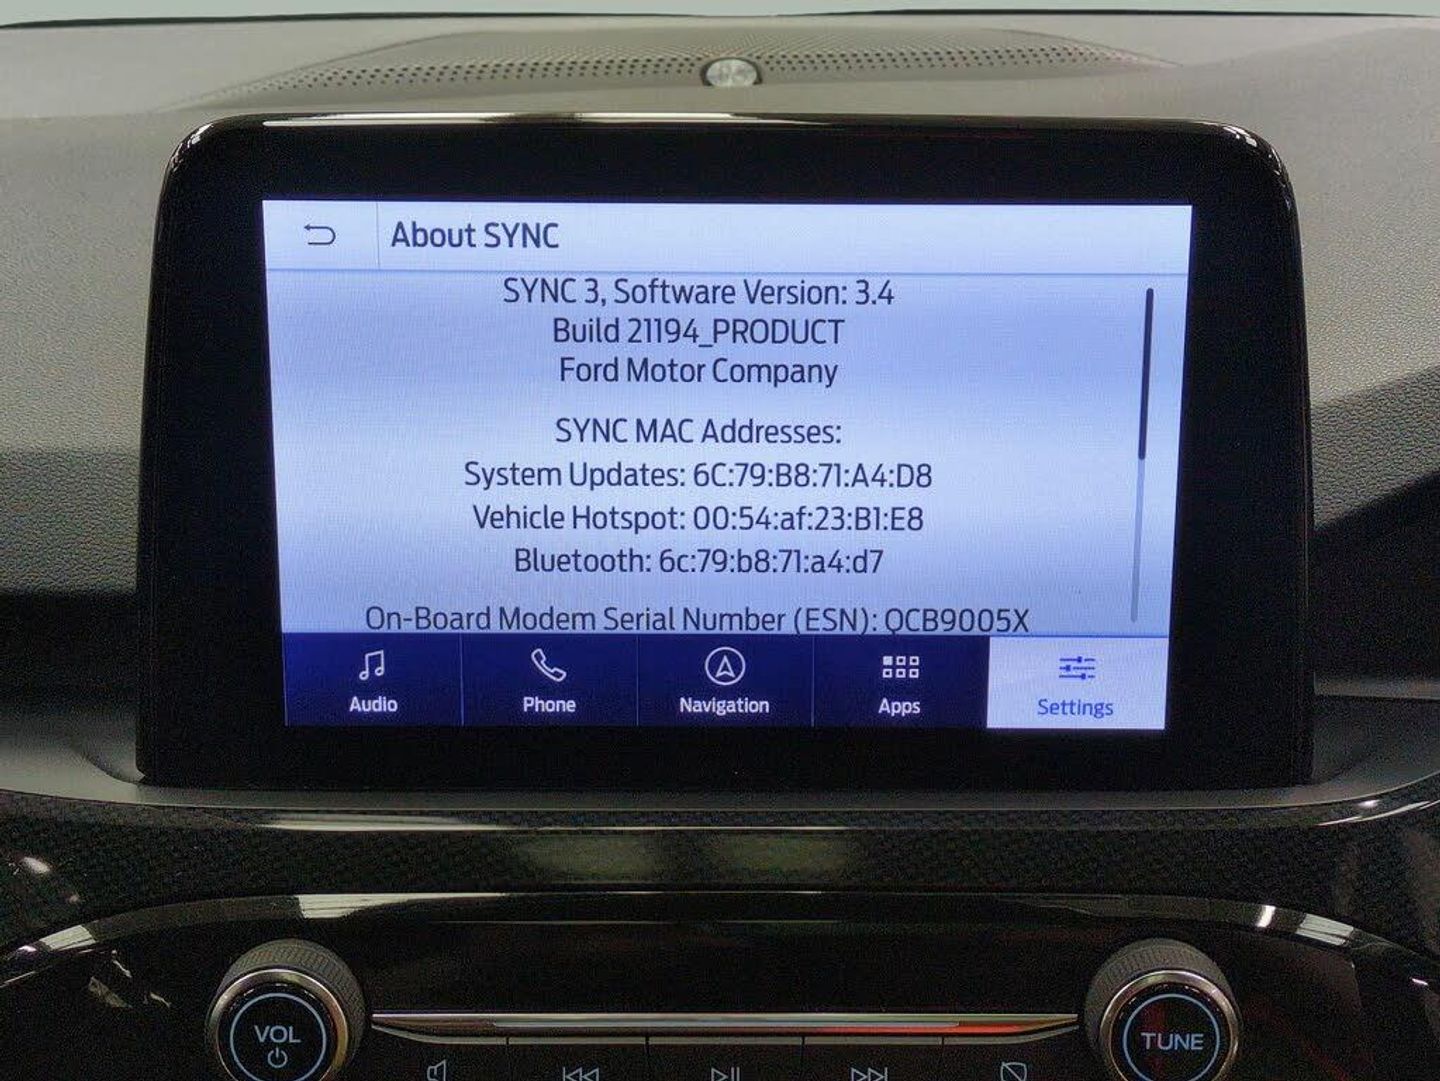 About SYNC
SYNC 3, Software Version: 3.4
Build 21194_PRODUCT
Ford Motor Company
SYNC MAC Addresses:
System Updates: 6C:79:B8:71:A4:D8
Vehicle Hotspot: 00:54:af:23:B1:E8
Bluetooth: 6c:79:b8:71:a4:d7
On-Board Modem Serial Number (ESN): QCB9005X
Audio
Phone
Navigation
Apps
Settings
VOL
TUNE